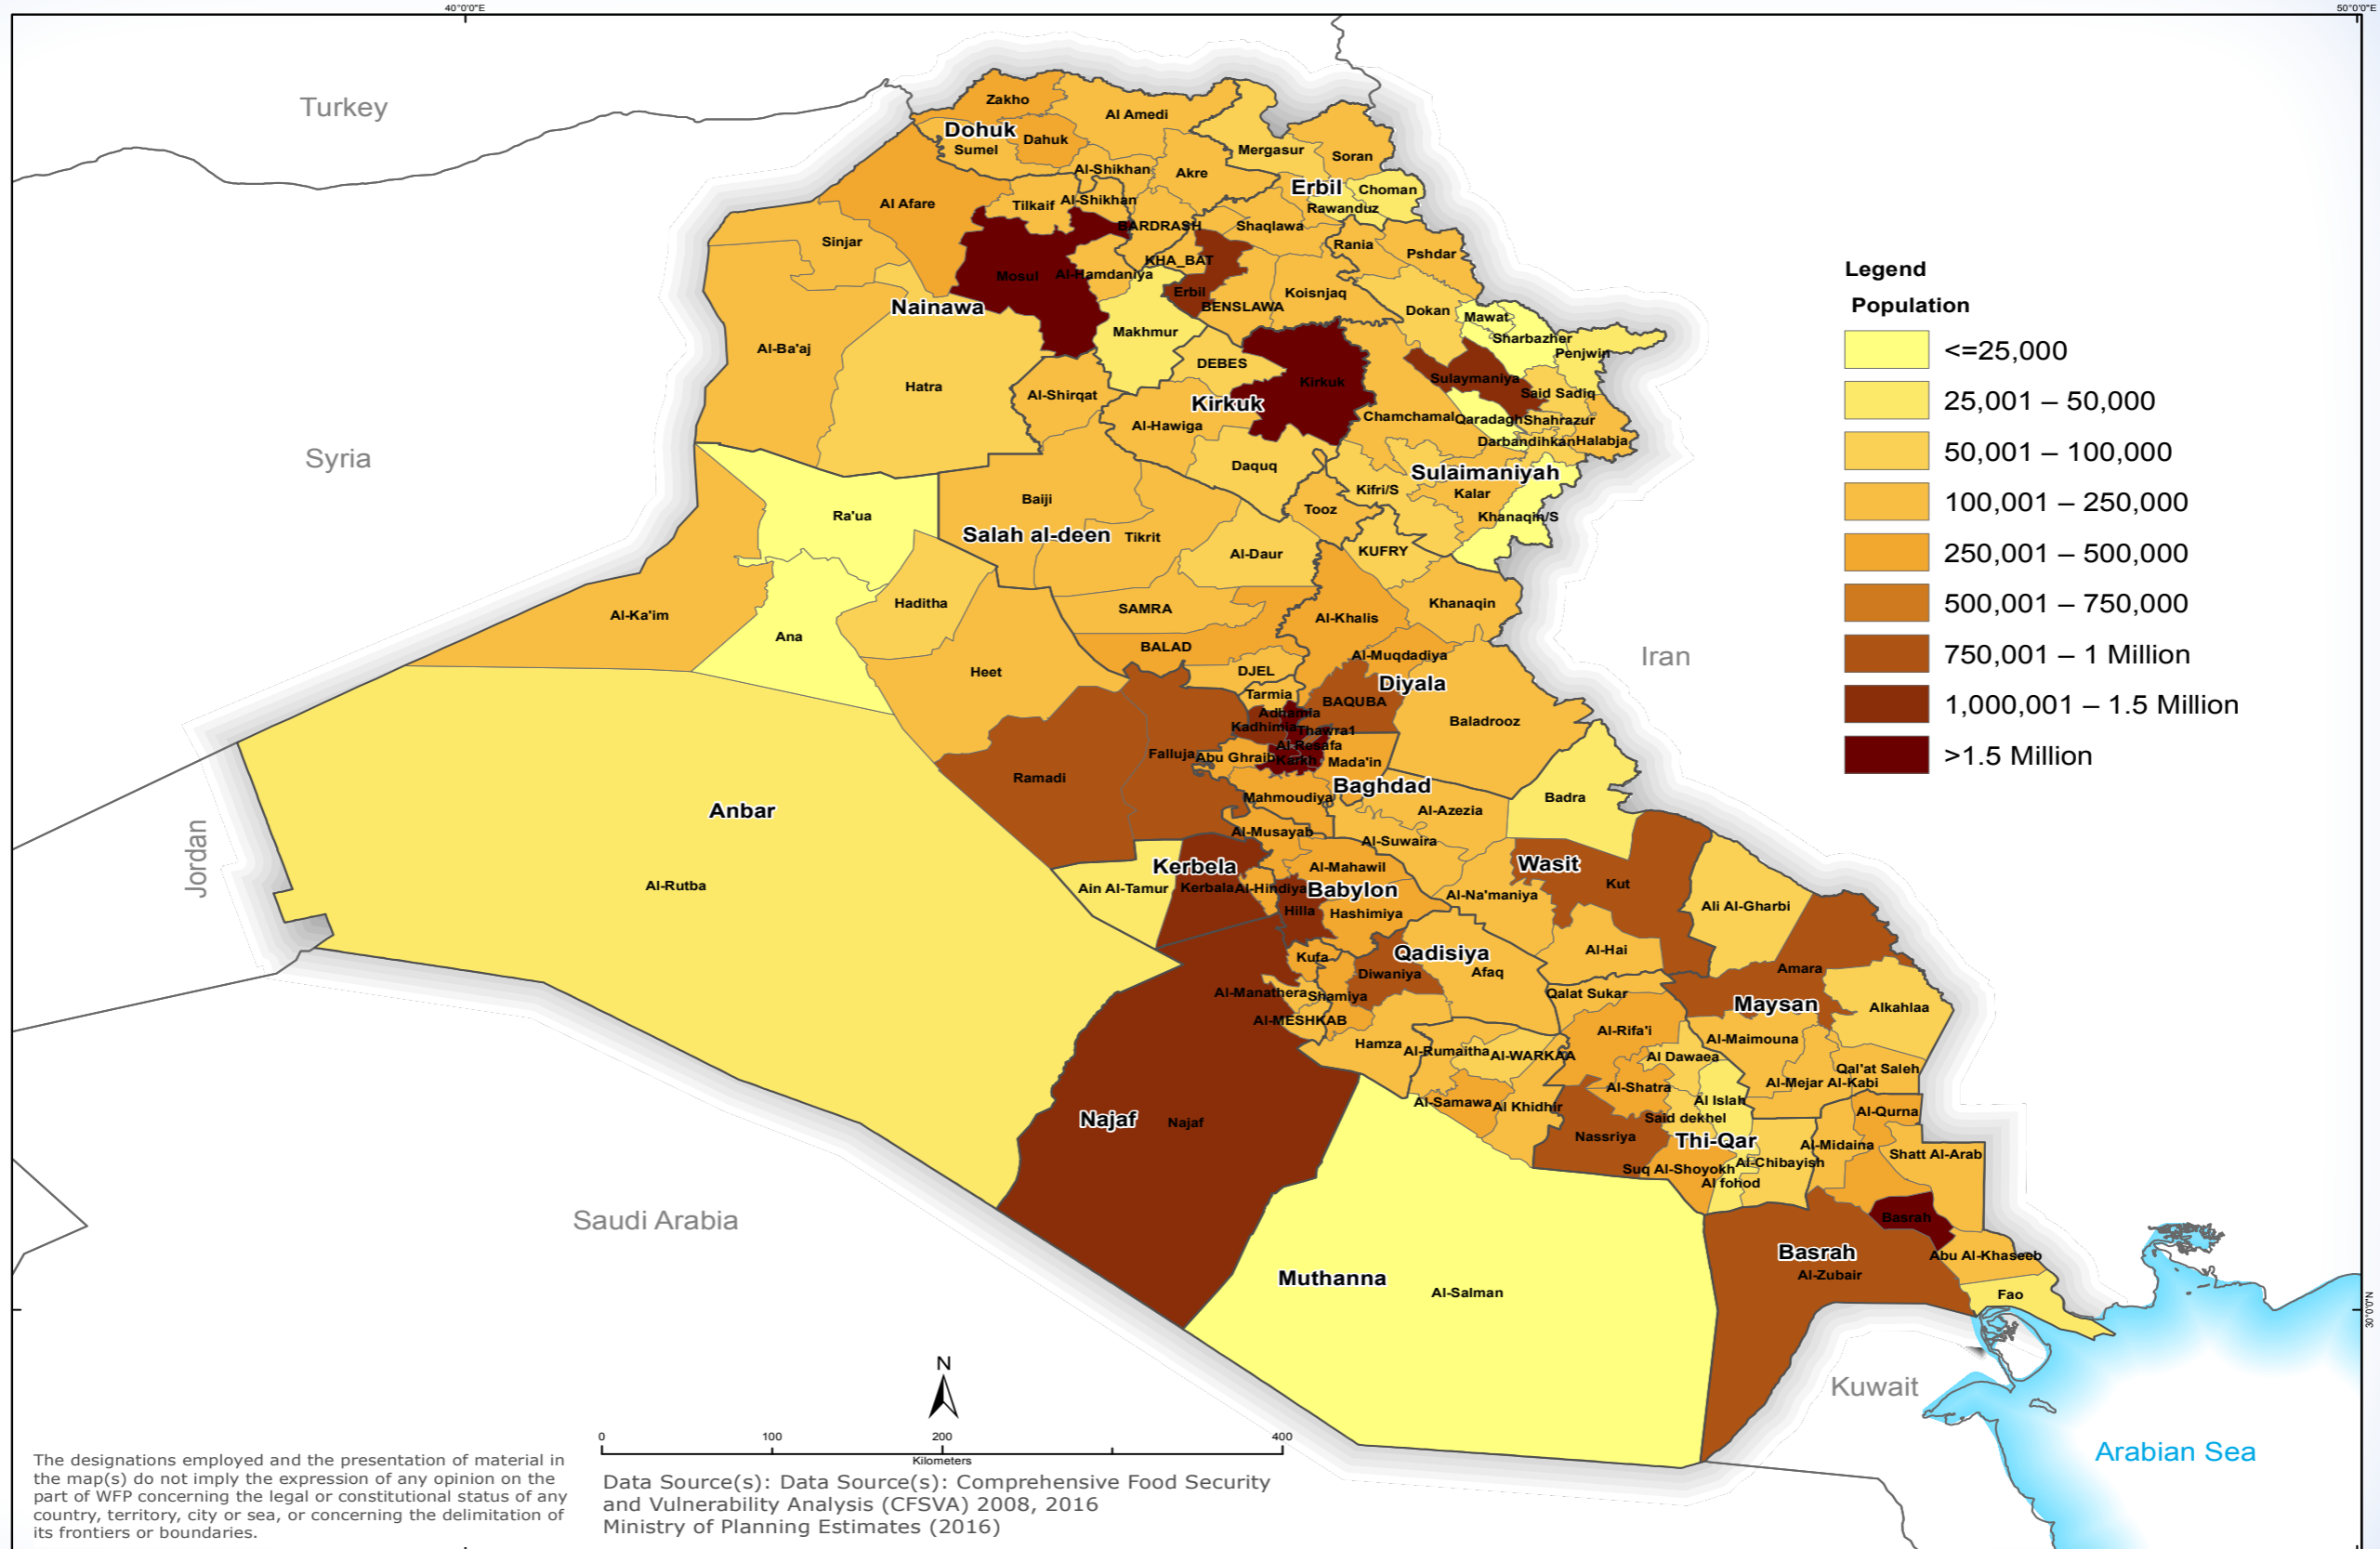 40°0'0"E
50°0'0"E
Turkey
Zakho
Al Amedi
Dohuk
Dahuk
Sumel
Mergasur
Soran
Al-Shikhan
Akre
Erbil
Choman
Al Afare
Tilkaif
Al-Shikhan
Rawanduz
BARDRASH
Shaqlawa
Sinjar
Rania
Pshdar
Mosul
Al-Hamdaniya
KHA_BAT
Erbil
Koisnjaq
Nainawa
BENSLAWA
Dokan
Mawat
Makhmur
Sharbazher
Al-Ba'aj
Penjwin
DEBES
Hatra
Kirkuk
Sulaymaniya
Al-Shirqat
Said Sadiq
Kirkuk
Al-Hawiga
Chamchamal
Qaradagh
Shahrazur
Darbandihkan
Halabja
Syria
Daquq
Sulaimaniyah
Baiji
Kifri/S
Kalar
Ra'ua
Tooz
Khanaqin/S
Salah al-deen
Tikrit
Al-Daur
KUFRY
Haditha
SAMRA
Khanaqin
Al-Ka'im
Al-Khalis
Ana
BALAD
Al-Muqdadiya
Iran
Heet
DJEL
Diyala
Tarmia
BAQUBA
Adhamia
Kadhimia
Thawra1
Baladrooz
Al Resafa
Falluja
Abu Ghraib
Karkh
Mada'in
Ramadi
Baghdad
Mahmoudiya
Badra
Anbar
Al-Azezia
Jordan
Al-Musayab
Al-Suwaira
Kerbela
Al-Mahawil
Wasit
Al-Rutba
Ain Al-Tamur
Kerbala
Al-Hindiya
Babylon
Kut
Al-Na'maniya
Hilla
Hashimiya
Ali Al-Gharbi
Al-Hai
Kufa
Qadisiya
Diwaniya
Afaq
Amara
Al-Manathera
Shamiya
Qalat Sukar
Maysan
Alkahlaa
Al-MESHKAB
Al-Rifa'i
Hamza
Al-Rumaitha
Al-WARKAA
Al-Maimouna
Al Dawaea
Qal'at Saleh
Al-Shatra
Al-Mejar Al-Kabi
Al-Samawa
Al Khidhir
Al Islah
Al-Qurna
Najaf
Najaf
Said dekhel
Nassriya
Thi-Qar
Al-Midaina
Shatt Al-Arab
Suq Al-Shoyokh
Al-Chibayish
Al fohod
Saudi Arabia
Basrah
Basrah
Abu Al-Khaseeb
Muthanna
Al-Salman
Al-Zubair
Fao
30°0'0"N
Kuwait
Arabian Sea
Legend
Population
<=25,000
25,001 – 50,000
50,001 – 100,000
100,001 – 250,000
250,001 – 500,000
500,001 – 750,000
750,001 – 1 Million
1,000,001 – 1.5 Million
>1.5 Million
N
0 100 200 400
Kilometers
The designations employed and the presentation of material in
the map(s) do not imply the expression of any opinion on the
part of WFP concerning the legal or constitutional status of any
country, territory, city or sea, or concerning the delimitation of
its frontiers or boundaries.
Data Source(s): Data Source(s): Comprehensive Food Security
and Vulnerability Analysis (CFSVA) 2008, 2016
Ministry of Planning Estimates (2016)